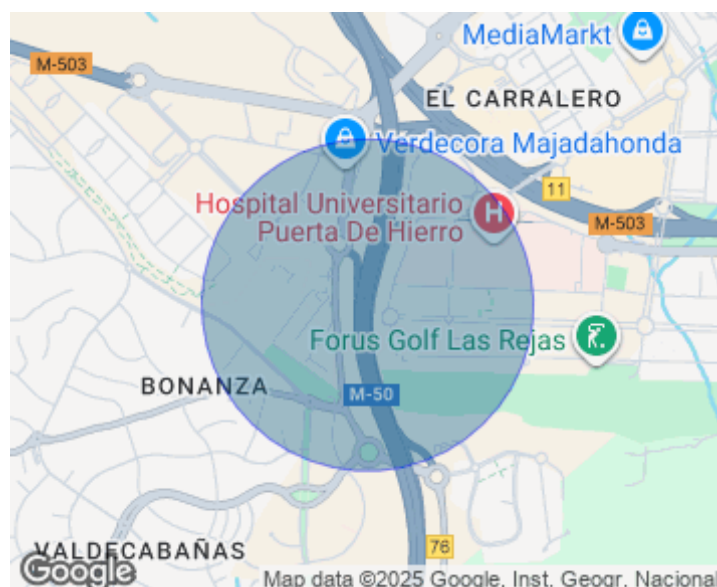 MediaMarkt
M-503
EL CARRALERO
Verdecora Majadahonda
11
Hospital Universitario
Puerta De Hierro
H
M-503
Forus Golf Las Rejas
BONANZA
M-50
VALDECABAÑAS
76
Google
Map data ©2025 Google, Inst. Geogr. Nacional